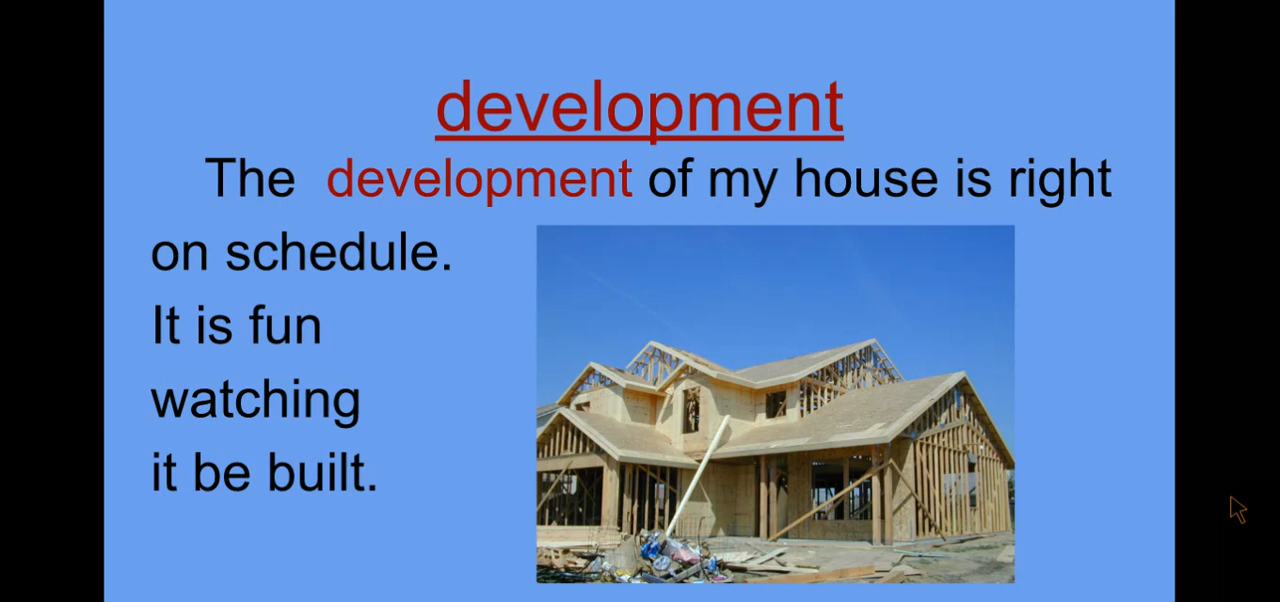 development
The development of my house is right
on schedule.
It is fun
watching
it be built.